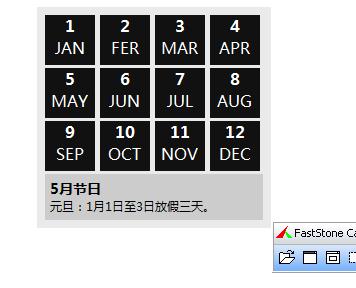 1 2 3 4
JAN FER MAR APR
5 6 7 8
MAY JUN JUL AUG
9 10 11 12
SEP OCT NOV DEC
5月节日
元旦：1月1日至3日放假三天。
FastStone Ca